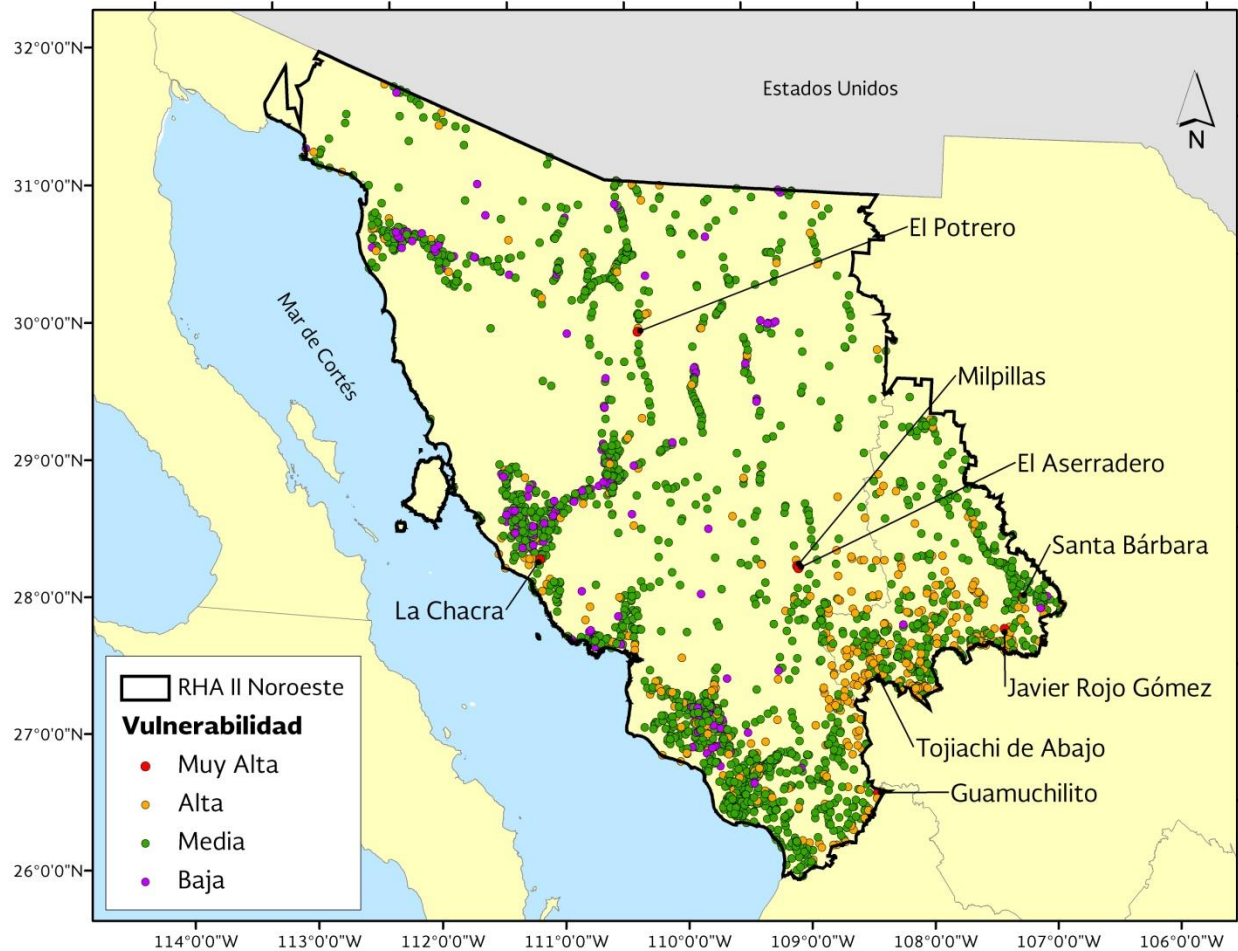 32°0'0"N
Estados Unidos
N
31°0'0"N
El Potrero
30°0'0"N
Mar de Cortés
Milpillas
29°0'0"N
El Aserradero
Santa Bárbara
28°0'0"N
La Chacra
Javier Rojo Gómez
RHA II Noroeste
Vulnerabilidad
Muy Alta
Alta
Media
Baja
27°0'0"N
Tojiachi de Abajo
Guamuchilito
26°0'0"N
114°0'0"W 113°0'0"W 112°0'0"W 111°0'0"W 110°0'0"W 109°0'0"W 108°0'0"W 107°0'0"W 106°0'0"W